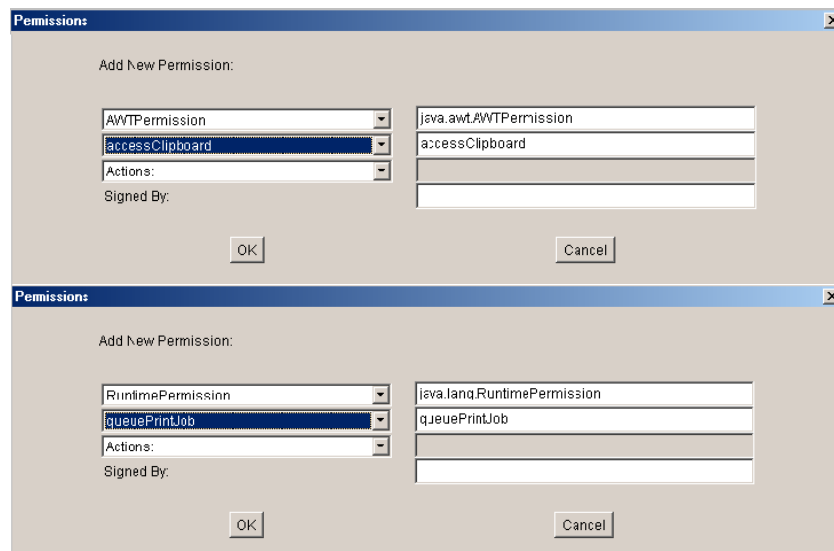 Permissions
Add New Permission:
AWTPermission java.awt.AWTPermission
accessClipboard accessClipboard
Actions:
Signed By:
OK Cancel
Permissions
Add New Permission:
RuntimePermission java.lang.RuntimePermission
queuePrintJob queuePrintJob
Actions:
Signed By:
OK Cancel